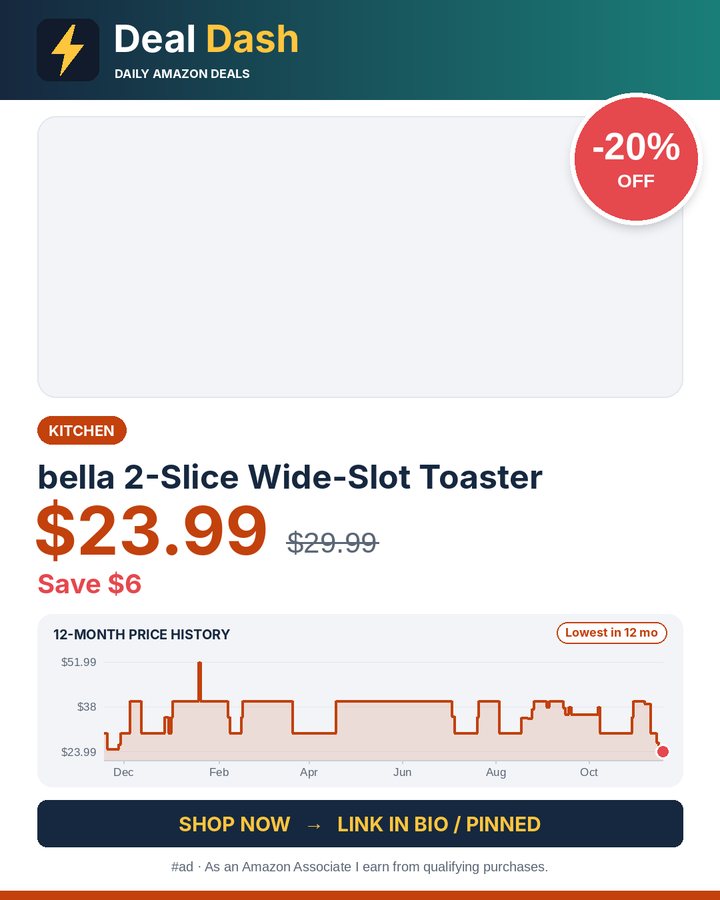 Deal Dash
DAILY AMAZON DEALS
-20%
OFF
KITCHEN
bella 2-Slice Wide-Slot Toaster
$23.99 $29.99
Save $6
12-MONTH PRICE HISTORY
Lowest in 12 mo
$51.99
$38
$23.99
Dec Feb Apr Jun Aug Oct
SHOP NOW → LINK IN BIO / PINNED
#ad · As an Amazon Associate I earn from qualifying purchases.